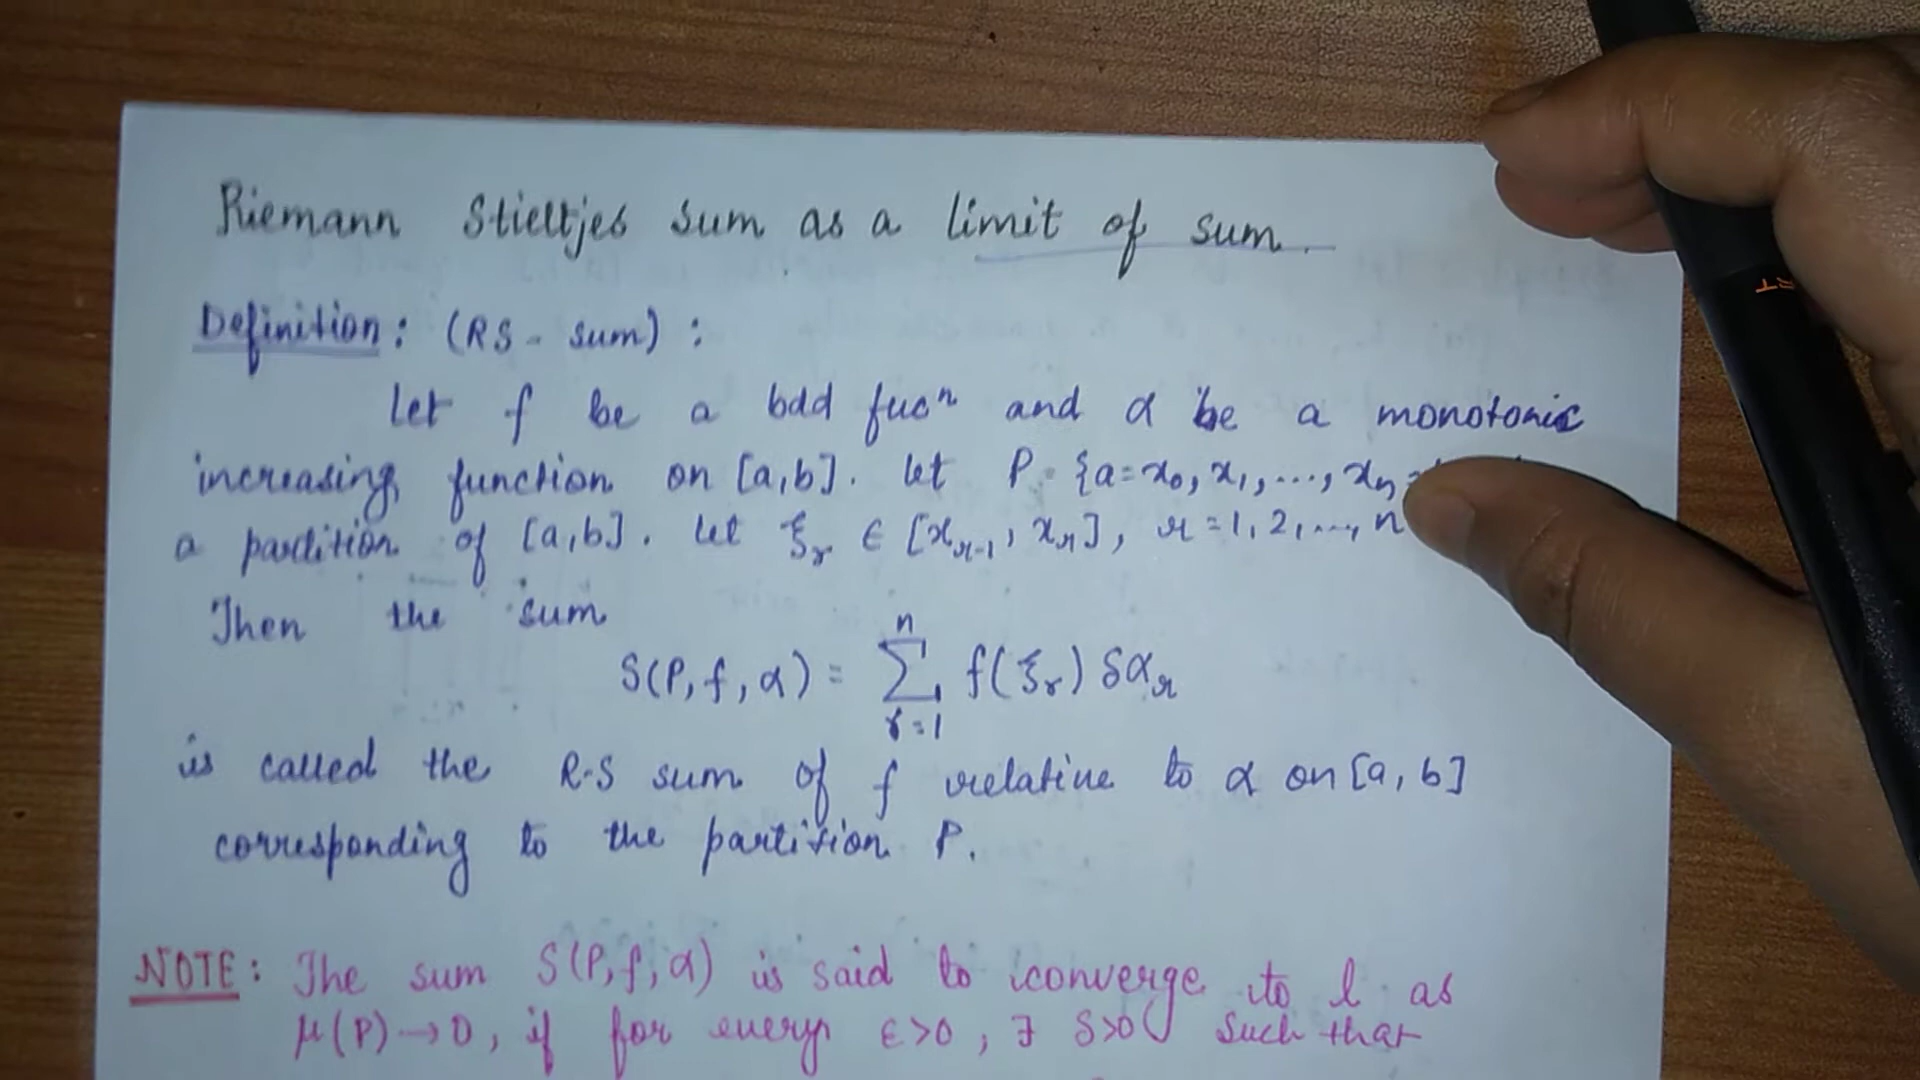 Riemann Stieltjes sum as a limit of sum.
Definition: (RS - sum) :
Let f be a bdd fucⁿ and α be a monotonic
increasing function on [a,b]. Let P = {a=x₀, x₁, ..., xₙ
a partition of [a,b]. Let ξᵣ ∈ [xᵣ₋₁, xᵣ], r = 1, 2, ..., n
Then the sum
n
S(P, f, α) = ∑ f(ξᵣ) δαᵣ
r=1
is called the R-S sum of f relative to α on [a, b]
corresponding to the partition P.
NOTE: The sum S(P, f, α) is said to converge to l as
μ(P) → 0, if for every ε>0, ∃ δ>0 such that